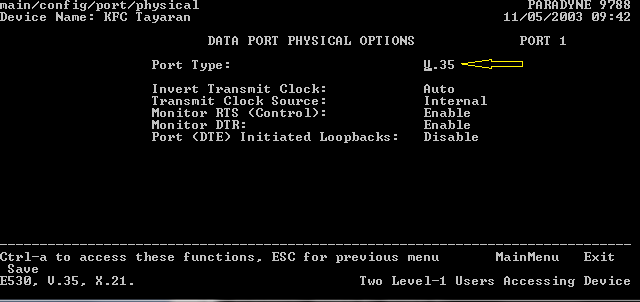 main/config/port/physical PARADYNE 9788
Device Name: KFC Tayaran 11/05/2003 09:42
DATA PORT PHYSICAL OPTIONS PORT 1
Port Type: V.35
Invert Transmit Clock: Auto
Transmit Clock Source: Internal
Monitor RTS (Control): Enable
Monitor DTR: Enable
Port (DTE) Initiated Loopbacks: Disable
Ctrl-a to access these functions, ESC for previous menu MainMenu Exit
Save
E530, V.35, X.21. Two Level-1 Users Accessing Device